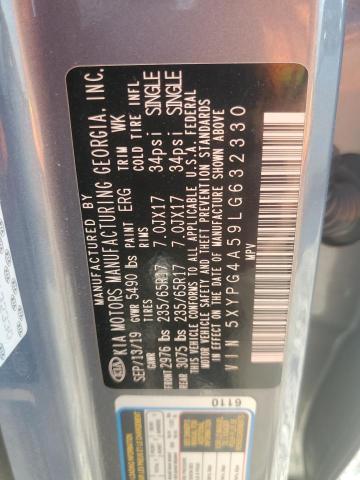 MANUFACTURED BY
KIA KIA MOTORS MANUFACTURING GEORGIA, INC.
SEP/13/19 GVWR 5490 lbs PAINT ERG TRIM WK
GAWR TIRES RIMS COLD TIRE INFL
FRONT 2976 lbs 235/65R17 7.0JX17 34psi SINGLE
REAR 3075 lbs 235/65R17 7.0JX17 34psi SINGLE
THIS VEHICLE CONFORMS TO ALL APPLICABLE U.S.A. FEDERAL
MOTOR VEHICLE SAFETY AND THEFT PREVENTION STANDARDS
IN EFFECT ON THE DATE OF MANUFACTURE SHOWN ABOVE
VIN 5XYPG4A59LG632330
MPV
6110